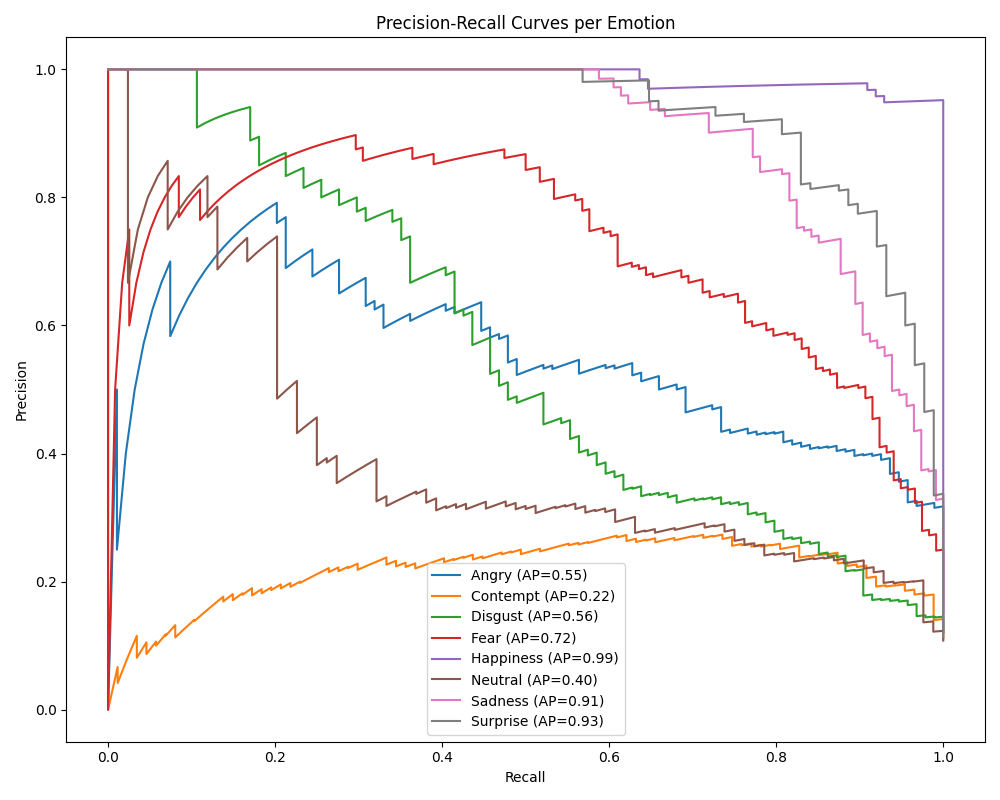 Precision-Recall Curves per Emotion
1.0
0.8
0.6
0.4
0.2
0.0
Precision
Angry (AP=0.55)
Contempt (AP=0.22)
Disgust (AP=0.56)
Fear (AP=0.72)
Happiness (AP=0.99)
Neutral (AP=0.40)
Sadness (AP=0.91)
Surprise (AP=0.93)
0.0 0.2 0.4 0.6 0.8 1.0
Recall